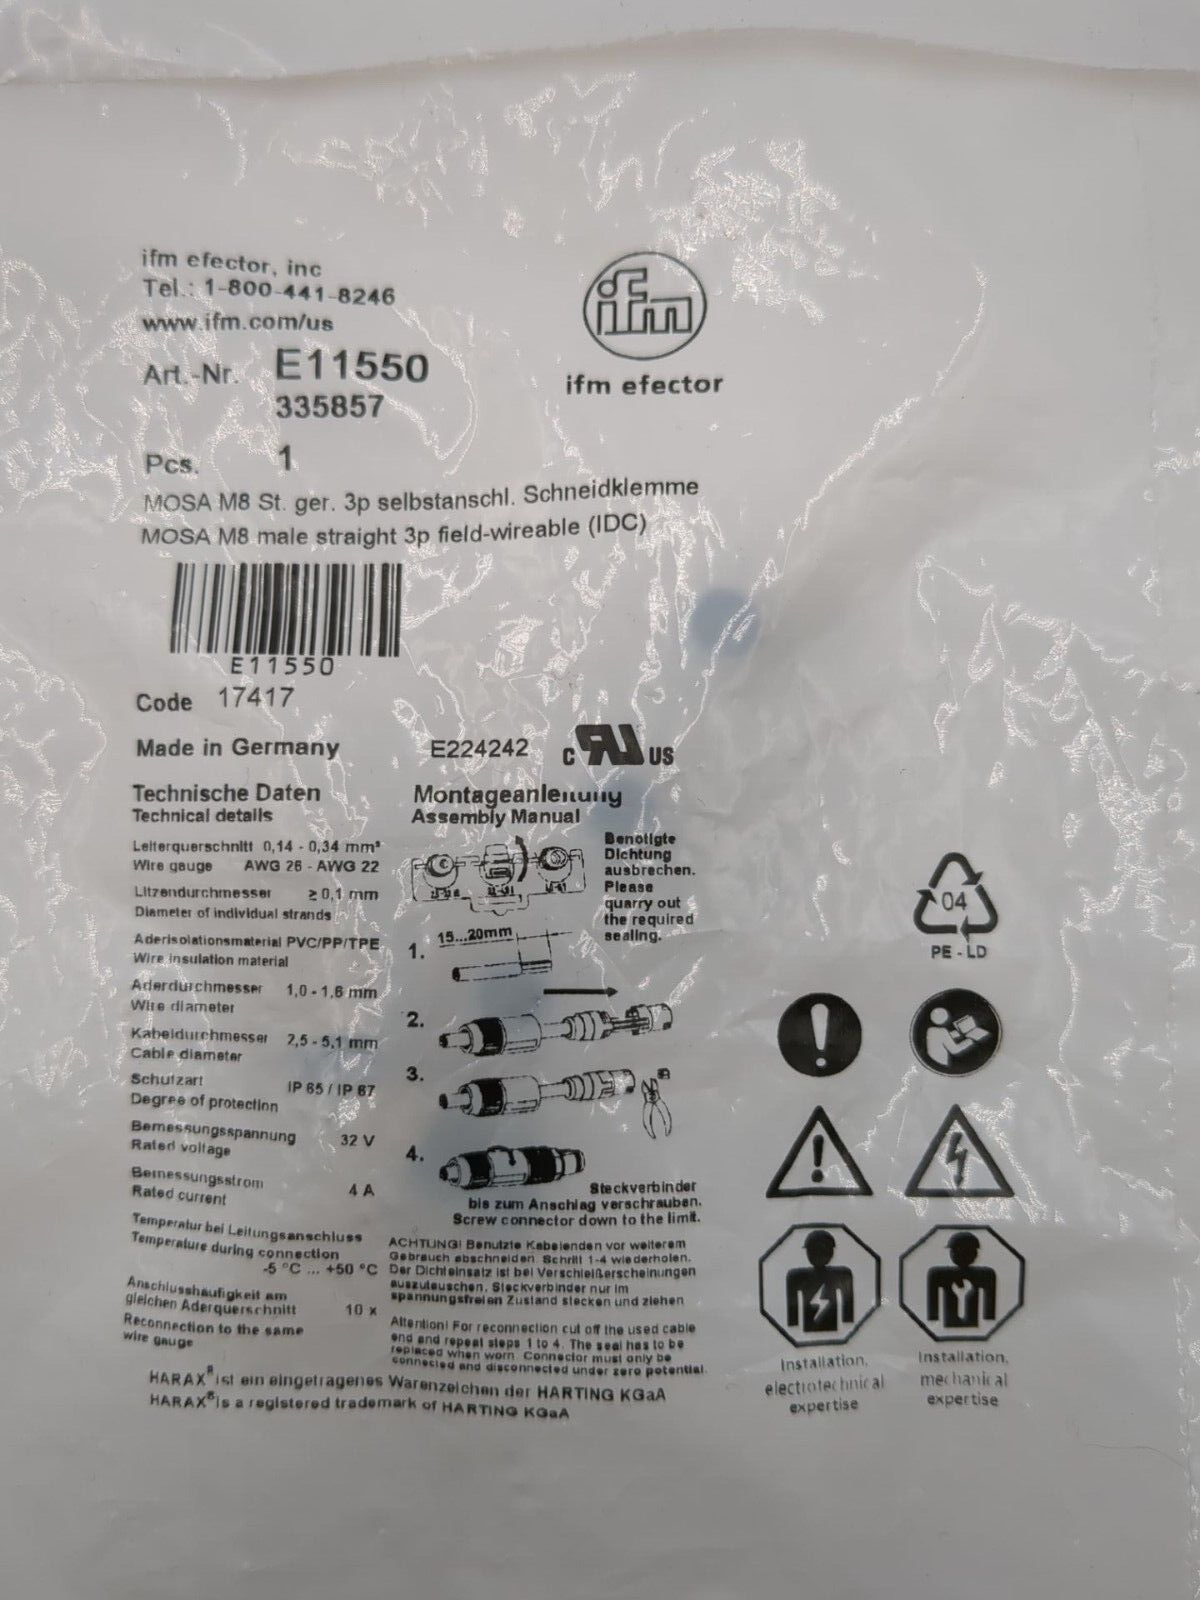 ifm efector, inc
Tel.: 1-800-441-8246
www.ifm.com/us
ifm
ifm efector
Art.-Nr. E11550
335857
Pcs. 1
MOSA M8 St. ger. 3p selbstanschl. Schneidklemme
MOSA M8 male straight 3p field-wireable (IDC)
E11550
Code 17417
Made in Germany
E224242 c RU US
Technische Daten
Technical details
Leiterquerschnitt 0,14 - 0,34 mm²
Wire gauge AWG 26 - AWG 22
Litzendurchmesser ≥ 0,1 mm
Diameter of individual strands
Aderisolationsmaterial PVC/PP/TPE
Wire insulation material
Aderdurchmesser 1,0 - 1,6 mm
Wire diameter
Kabeldurchmesser 2,5 - 5,1 mm
Cable diameter
Schutzart IP 65 / IP 67
Degree of protection
Bemessungsspannung 32 V
Rated voltage
Bemessungsstrom 4 A
Rated current
Temperatur bei Leitungsanschluss
Temperature during connection
-5 °C ... +50 °C
Anschlusshäufigkeit am
gleichen Aderquerschnitt 10 x
Reconnection to the same
wire gauge
Montageanleitung
Assembly Manual
Benötigte
Dichtung
ausbrechen.
Please
quarry out
the required
sealing.
1. 15...20mm
2.
3.
4.
Steckverbinder
bis zum Anschlag verschrauben.
Screw connector down to the limit.
ACHTUNG! Benutzte Kabelenden vor weiterem
Gebrauch abschneiden. Schritt 1-4 wiederholen.
Der Dichteinsatz ist bei Verschleißerscheinungen
auszutauschen. Steckverbinder nur im
spannungsfreien Zustand stecken und ziehen
Attention! For reconnection cut off the used cable
end and repeat steps 1 to 4. The seal has to be
replaced when worn. Connector must only be
connected and disconnected under zero potential.
HARAX® ist ein eingetragenes Warenzeichen der HARTING KGaA
HARAX® is a registered trademark of HARTING KGaA
04
PE - LD
Installation,
electrotechnical
expertise
Installation,
mechanical
expertise